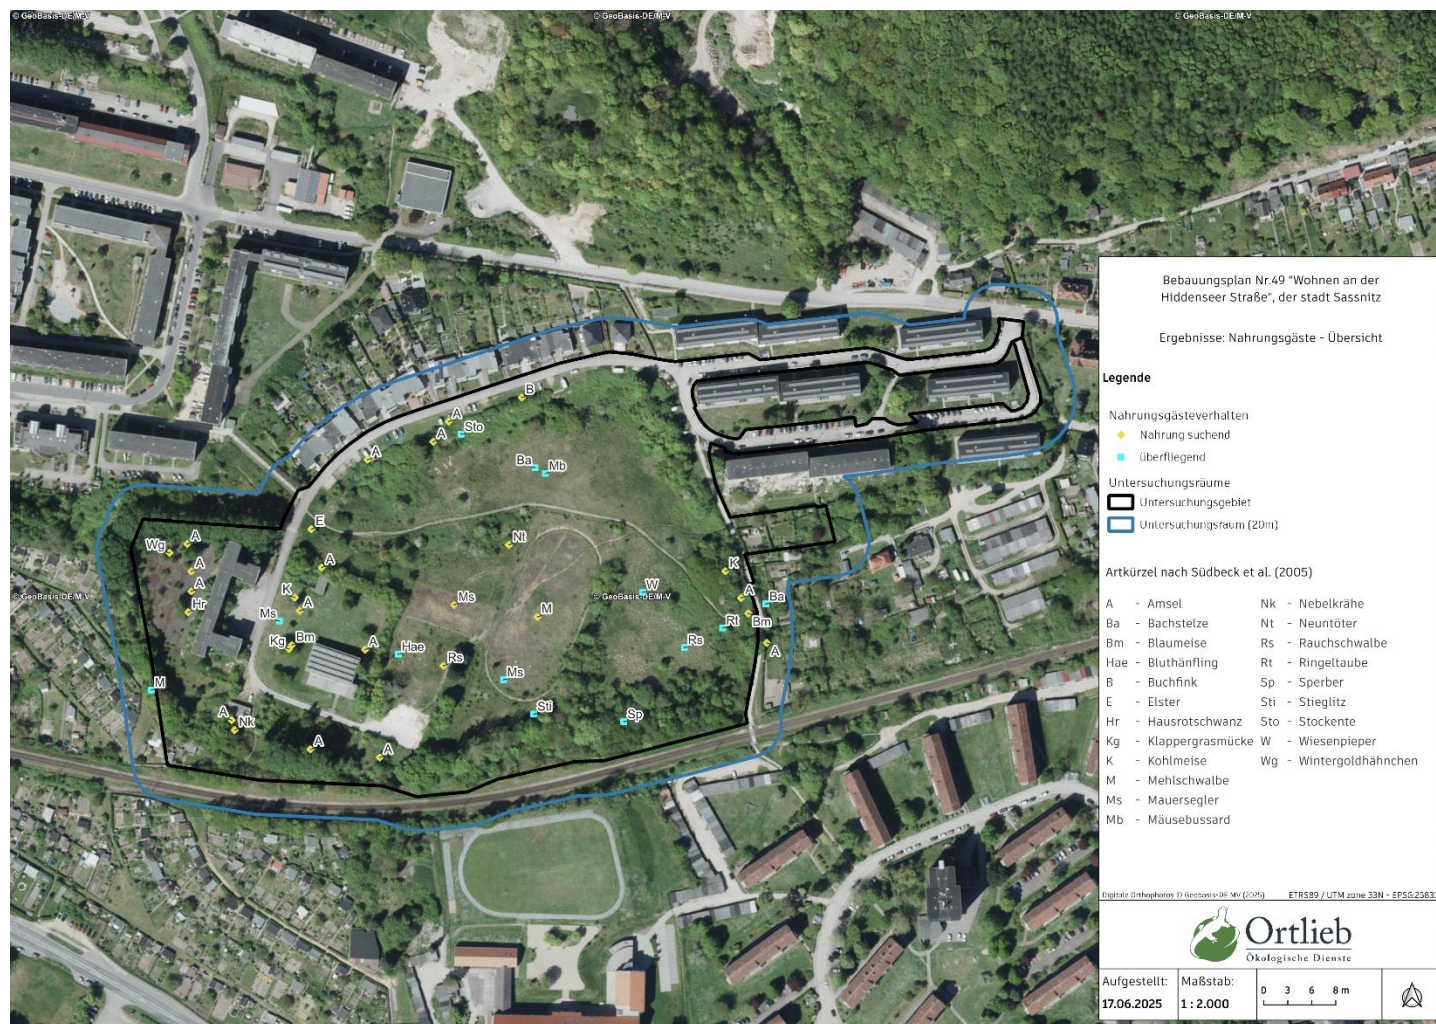 © GeoBasis-DE/M-V
© GeoBasis-DE/M-V
© GeoBasis-DE/M-V
B
A
Sto
A
A
Ba
Mb
E
Nt
Wg
A
A
A
K
W
© GeoBasis-DE/M-V
© GeoBasis-DE/M-V
A
K
A
Ba
Hr
A
Ms
M
Ms
Bm
Rt
Kg
Bm
A
Hae
Rs
Rs
A
M
Ms
Sti
Sp
A
Nk
A
A
Bebauungsplan Nr.49 "Wohnen an der
Hiddenseer Straße", der stadt Sassnitz
Ergebnisse: Nahrungsgäste - Übersicht
Legende
Nahrungsgästeverhalten
Nahrung suchend
überfliegend
Untersuchungsräume
Untersuchungsgebiet
Untersuchungsraum (20m)
Artkürzel nach Südbeck et al. (2005)
A - Amsel
Ba - Bachstelze
Bm - Blaumeise
Hae - Bluthänfling
B - Buchfink
E - Elster
Hr - Hausrotschwanz
Kg - Klappergrasmücke
K - Kohlmeise
M - Mehlschwalbe
Ms - Mauersegler
Mb - Mäusebussard
Nk - Nebelkrähe
Nt - Neuntöter
Rs - Rauchschwalbe
Rt - Ringeltaube
Sp - Sperber
Sti - Stieglitz
Sto - Stockente
W - Wiesenpieper
Wg - Wintergoldhähnchen
Digitale Orthophotos © Geobasis-DE MV (2025) ETRS89 / UTM zone 33N - EPSG:25833
Ortlieb
Ökologische Dienste
Aufgestellt:
17.06.2025
Maßstab:
1 : 2.000
0 3 6 8 m